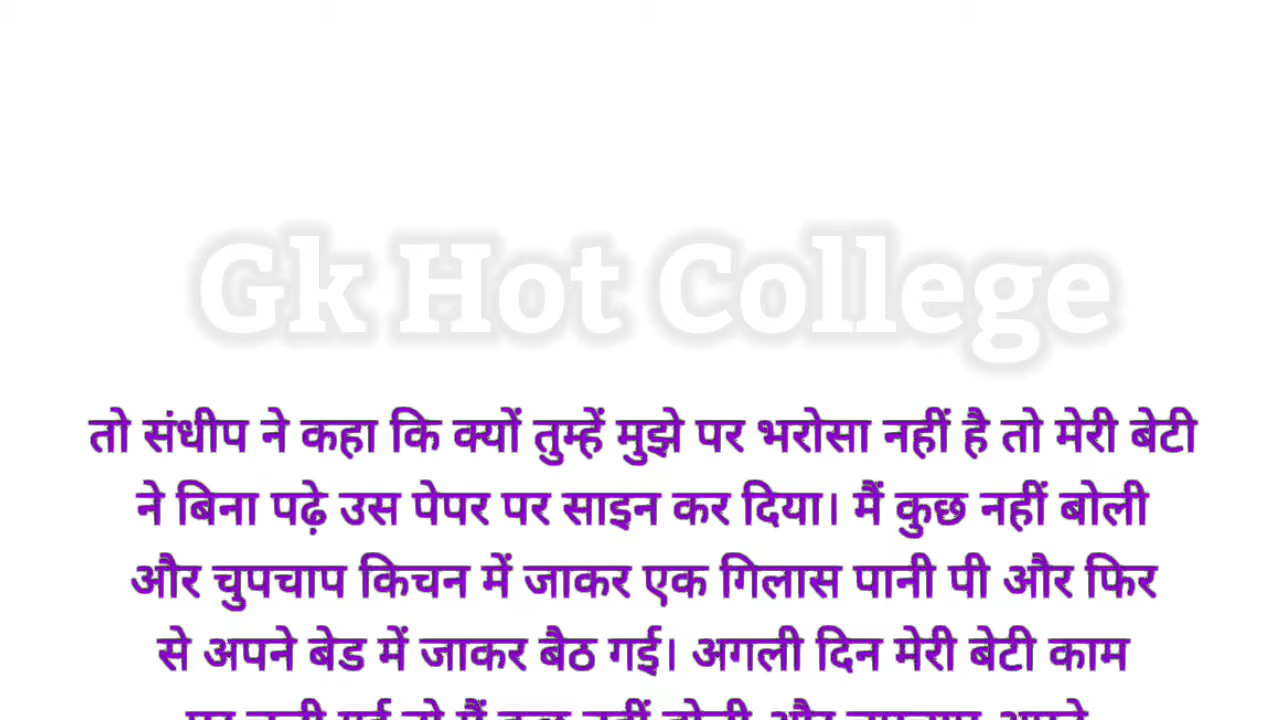 Gk Hot College
तो संधीप ने कहा कि क्यों तुम्हें मुझे पर भरोसा नहीं है तो मेरी बेटी
ने बिना पढ़े उस पेपर पर साइन कर दिया। मैं कुछ नहीं बोली
और चुपचाप किचन में जाकर एक गिलास पानी पी और फिर
से अपने बेड में जाकर बैठ गई। अगली दिन मेरी बेटी काम